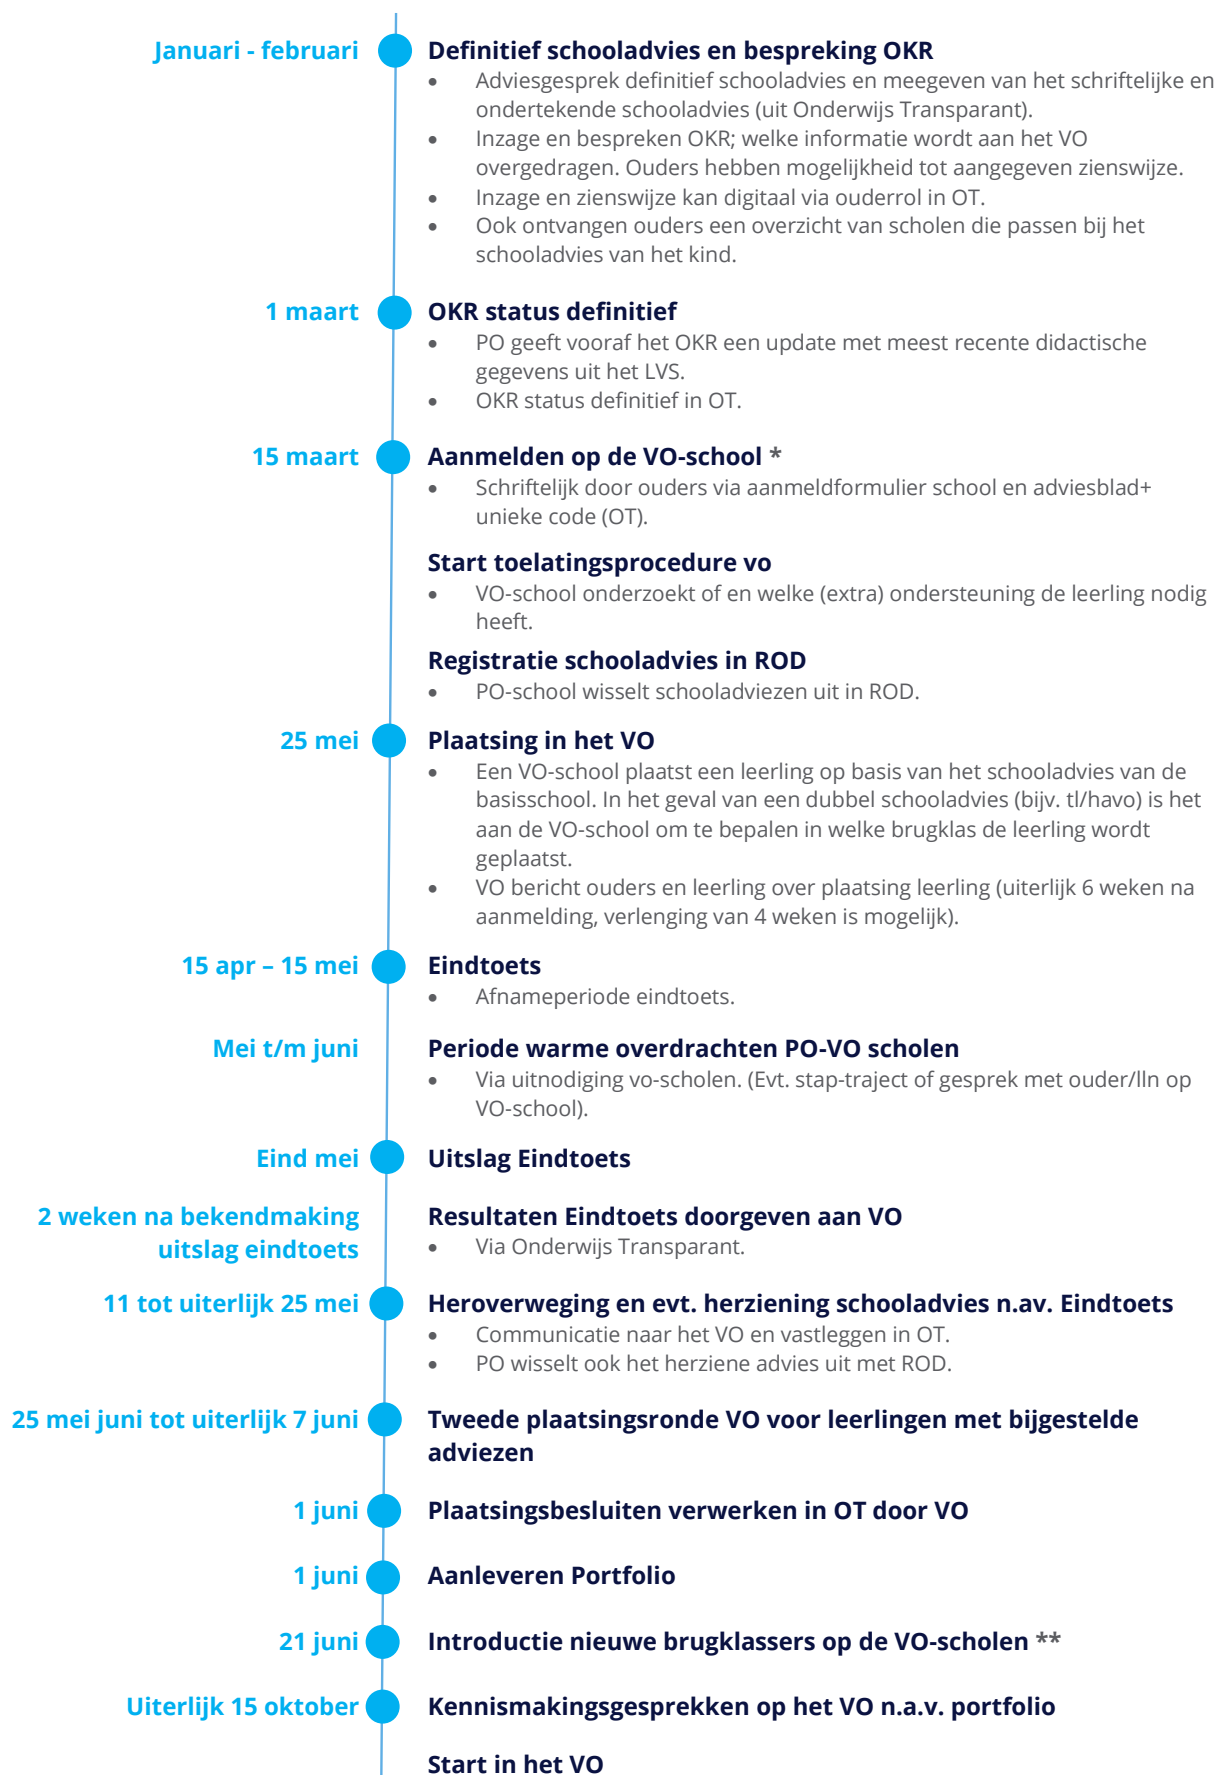 Januari - februari
Definitief schooladvies en bespreking OKR
• Adviesgesprek definitief schooladvies en meegeven van het schriftelijke en
ondertekende schooladvies (uit Onderwijs Transparant).
• Inzage en bespreken OKR; welke informatie wordt aan het VO
overgedragen. Ouders hebben mogelijkheid tot aangegeven zienswijze.
• Inzage en zienswijze kan digitaal via ouderrol in OT.
• Ook ontvangen ouders een overzicht van scholen die passen bij het
schooladvies van het kind.
1 maart
OKR status definitief
• PO geeft vooraf het OKR een update met meest recente didactische
gegevens uit het LVS.
• OKR status definitief in OT.
15 maart
Aanmelden op de VO-school *
• Schriftelijk door ouders via aanmeldformulier school en adviesblad+
unieke code (OT).
Start toelatingsprocedure vo
• VO-school onderzoekt of en welke (extra) ondersteuning de leerling nodig
heeft.
Registratie schooladvies in ROD
• PO-school wisselt schooladviezen uit in ROD.
25 mei
Plaatsing in het VO
• Een VO-school plaatst een leerling op basis van het schooladvies van de
basisschool. In het geval van een dubbel schooladvies (bijv. tl/havo) is het
aan de VO-school om te bepalen in welke brugklas de leerling wordt
geplaatst.
• VO bericht ouders en leerling over plaatsing leerling (uiterlijk 6 weken na
aanmelding, verlenging van 4 weken is mogelijk).
15 apr – 15 mei
Eindtoets
• Afnameperiode eindtoets.
Mei t/m juni
Periode warme overdrachten PO-VO scholen
• Via uitnodiging vo-scholen. (Evt. stap-traject of gesprek met ouder/lln op
VO-school).
Eind mei
Uitslag Eindtoets
2 weken na bekendmaking
uitslag eindtoets
Resultaten Eindtoets doorgeven aan VO
• Via Onderwijs Transparant.
11 tot uiterlijk 25 mei
Heroverweging en evt. herziening schooladvies n.av. Eindtoets
• Communicatie naar het VO en vastleggen in OT.
• PO wisselt ook het herziene advies uit met ROD.
25 mei juni tot uiterlijk 7 juni
Tweede plaatsingsronde VO voor leerlingen met bijgestelde
adviezen
1 juni
Plaatsingsbesluiten verwerken in OT door VO
1 juni
Aanleveren Portfolio
21 juni
Introductie nieuwe brugklassers op de VO-scholen **
Uiterlijk 15 oktober
Kennismakingsgesprekken op het VO n.a.v. portfolio
Start in het VO